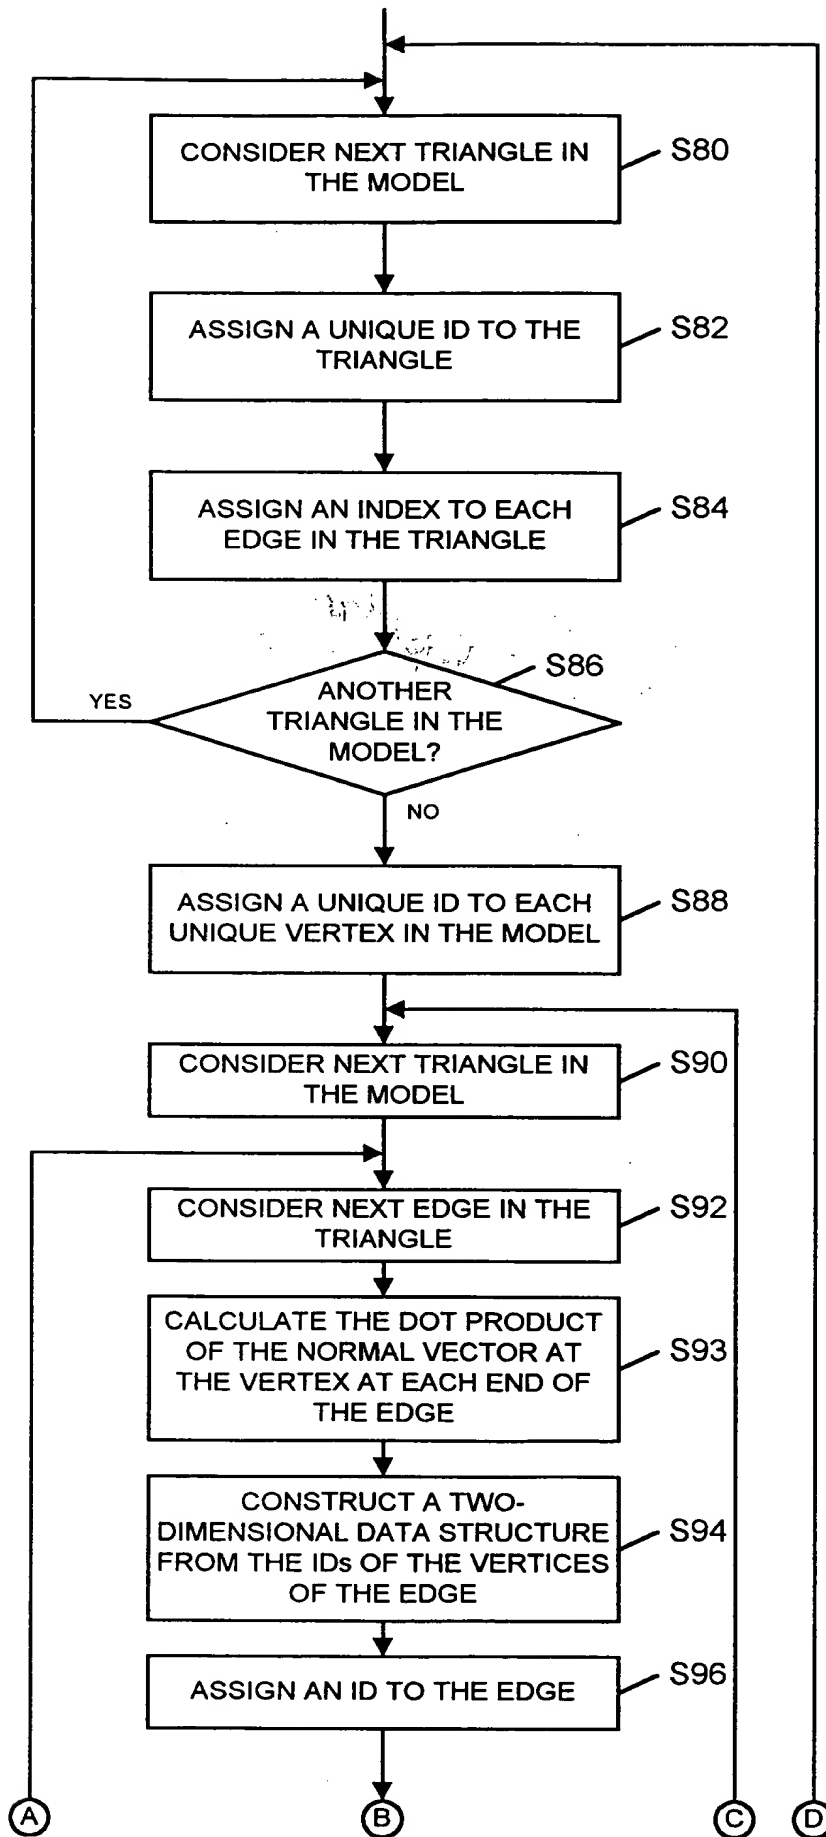 CONSIDER NEXT TRIANGLE IN
THE MODEL
S80
ASSIGN A UNIQUE ID TO THE
TRIANGLE
S82
ASSIGN AN INDEX TO EACH
EDGE IN THE TRIANGLE
S84
S86
ANOTHER
TRIANGLE IN THE
MODEL?
YES
NO
ASSIGN A UNIQUE ID TO EACH
UNIQUE VERTEX IN THE MODEL
S88
CONSIDER NEXT TRIANGLE IN
THE MODEL
S90
CONSIDER NEXT EDGE IN THE
TRIANGLE
S92
CALCULATE THE DOT PRODUCT
OF THE NORMAL VECTOR AT
THE VERTEX AT EACH END OF
THE EDGE
S93
CONSTRUCT A TWO-
DIMENSIONAL DATA STRUCTURE
FROM THE IDs OF THE VERTICES
OF THE EDGE
S94
ASSIGN AN ID TO THE EDGE
S96
A
B
C
D